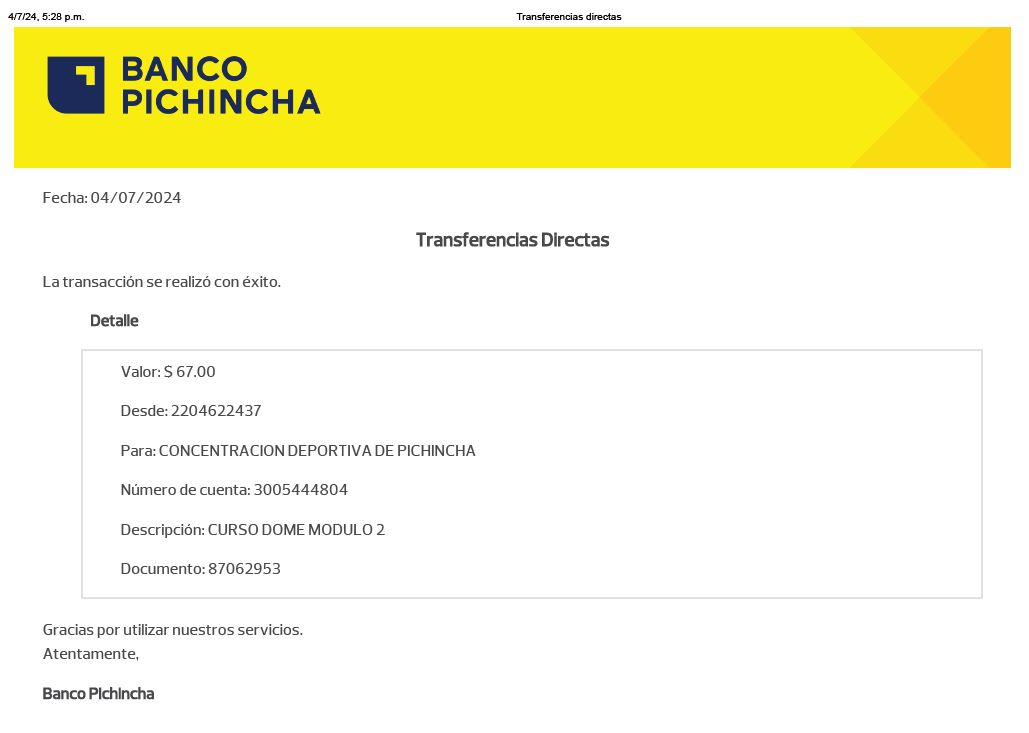 4/7/24, 5:28 p.m. Transferencias directas
BANCO
PICHINCHA
Fecha: 04/07/2024
Transferencias Directas
La transacción se realizó con éxito.
Detalle
Valor: $ 67.00
Desde: 2204622437
Para: CONCENTRACION DEPORTIVA DE PICHINCHA
Número de cuenta: 3005444804
Descripción: CURSO DOME MODULO 2
Documento: 87062953
Gracias por utilizar nuestros servicios.
Atentamente,
Banco Pichincha